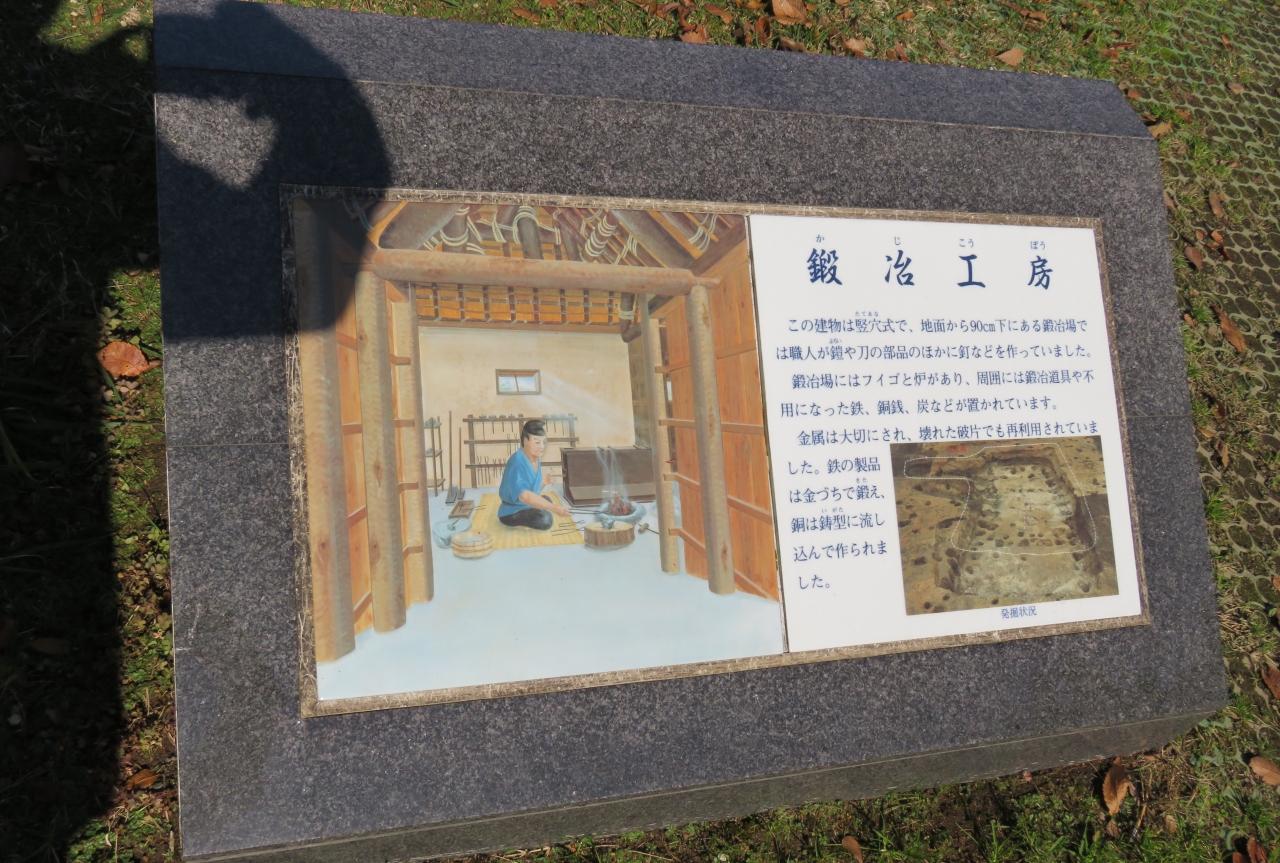 かじこうぼう
鍛冶工房
この建物は竪穴式で、地面から90cm下にある鍛冶場で
は職人が鎧や刀の部品のほかに釘などを作っていました。
鍛冶場にはフイゴと炉があり、周囲には鍛冶道具や不
用になった鉄、銅銭、炭などが置かれています。
金属は大切にされ、壊れた破片でも再利用されていま
した。鉄の製品
は金づちで鍛え、
銅は鋳型に流し
込んで作られま
した。
発掘状況